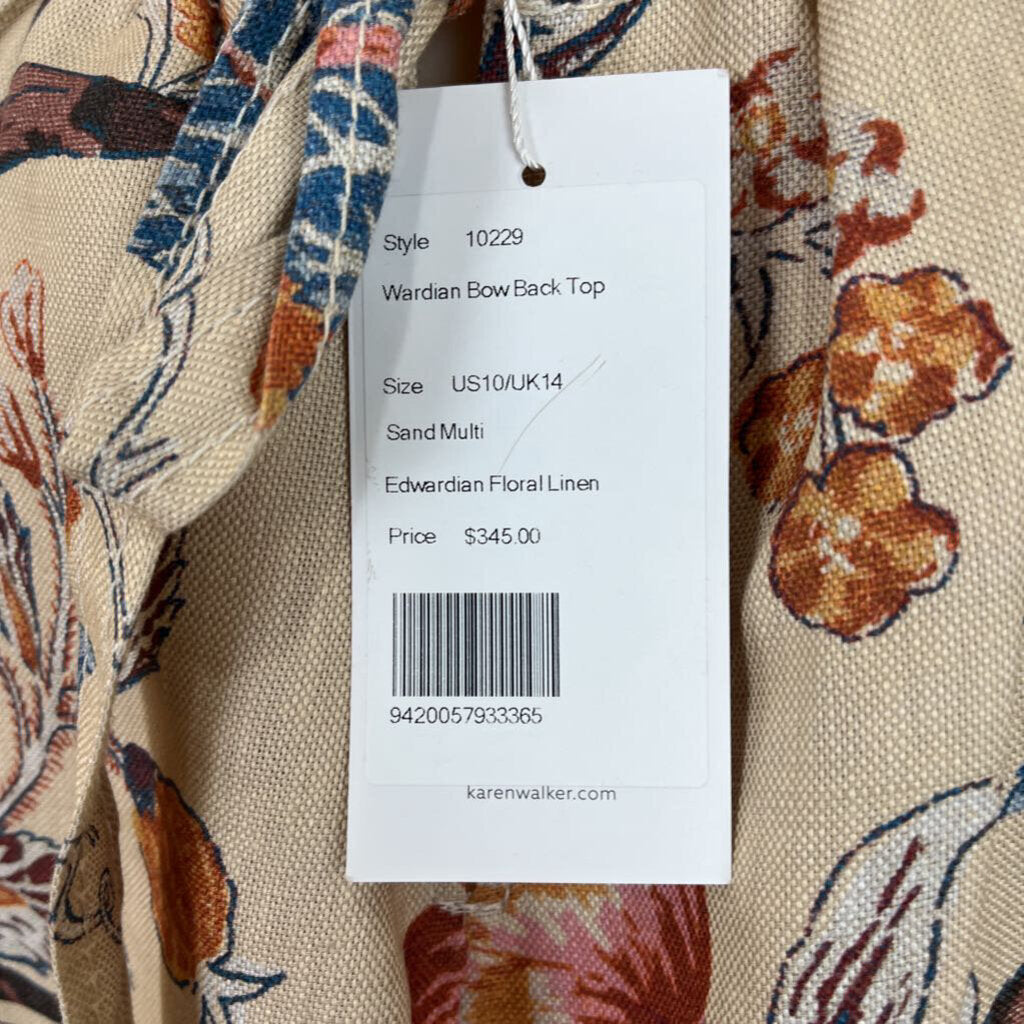 Style 10229
Wardian Bow Back Top
Size US10/UK14
Sand Multi
Edwardian Floral Linen
Price $345.00
9420057933365
karenwalker.com